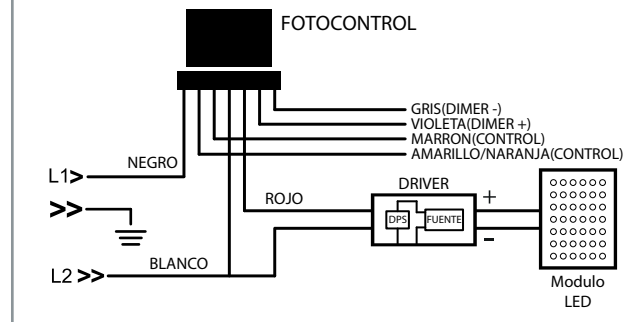 FOTOCONTROL
GRIS(DIMER -)
VIOLETA(DIMER +)
MARRON(CONTROL)
AMARILLO/NARANJA(CONTROL)
NEGRO
L1>
>>
ROJO
DRIVER
DPS
FUENTE
+
-
BLANCO
L2 >>
Modulo
LED